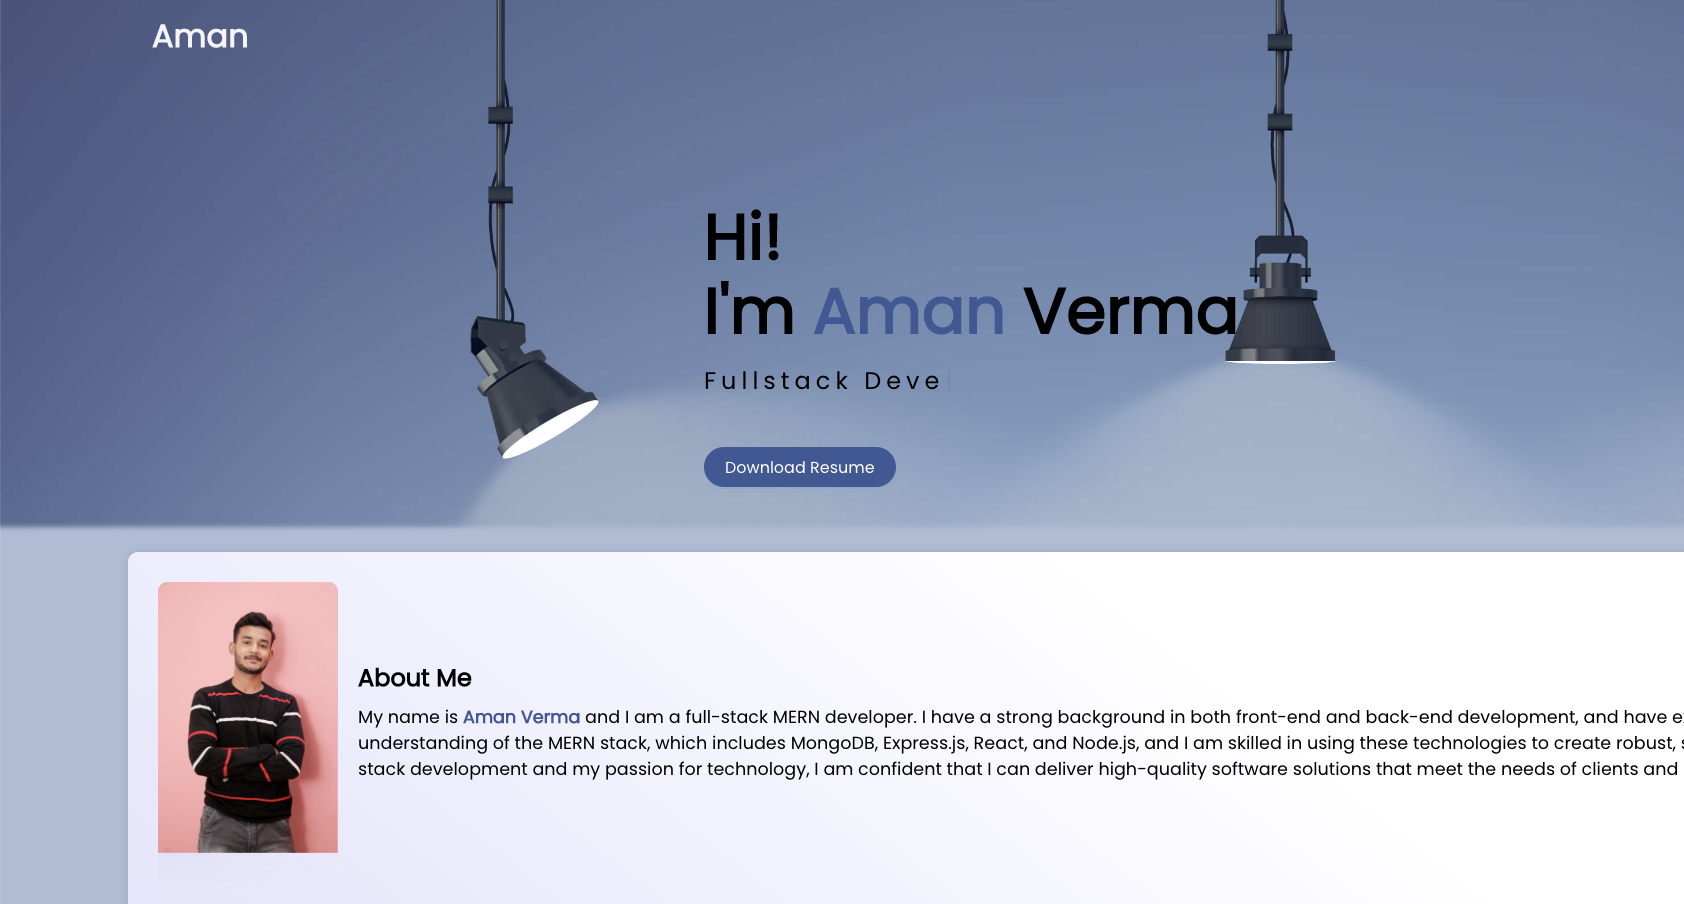 Aman
Hi!
I'm Aman Verma
Fullstack Deve
Download Resume
About Me
My name is Aman Verma and I am a full-stack MERN developer. I have a strong background in both front-end and back-end development, and have
understanding of the MERN stack, which includes MongoDB, Express.js, React, and Node.js, and I am skilled in using these technologies to create robust,
stack development and my passion for technology, I am confident that I can deliver high-quality software solutions that meet the needs of clients and